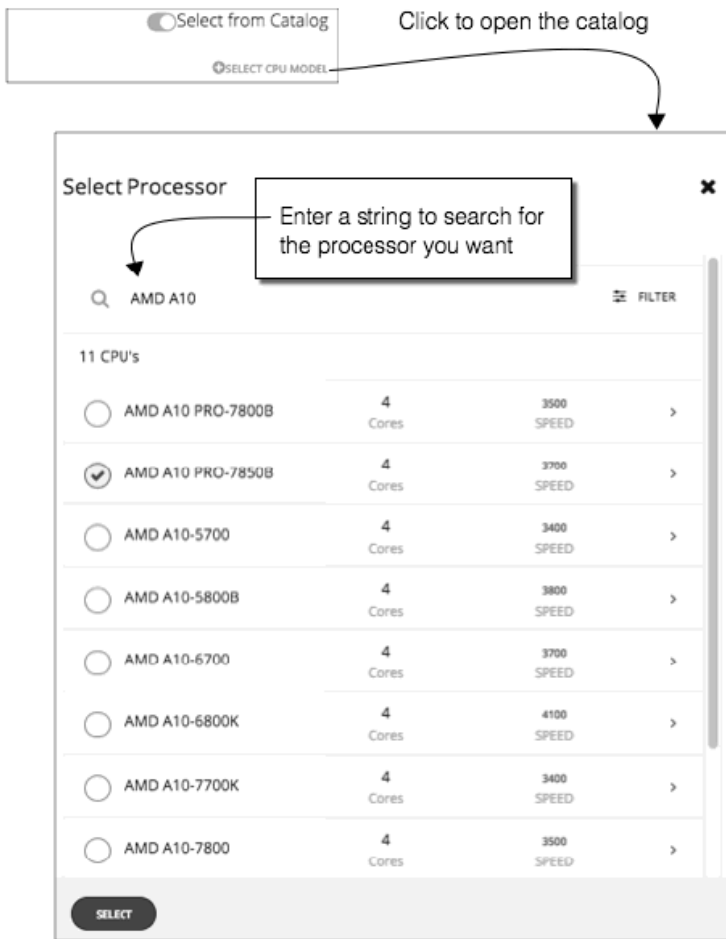 Select from Catalog
Click to open the catalog
SELECT CPU MODEL
Select Processor
Enter a string to search for
the processor you want
AMD A10
FILTER
11 CPU's
AMD A10 PRO-7800B 4 3500
Cores SPEED
AMD A10 PRO-7850B 4 3700
Cores SPEED
AMD A10-5700 4 3400
Cores SPEED
AMD A10-5800B 4 3800
Cores SPEED
AMD A10-6700 4 3700
Cores SPEED
AMD A10-6800K 4 4100
Cores SPEED
AMD A10-7700K 4 3400
Cores SPEED
AMD A10-7800 4 3500
Cores SPEED
SELECT